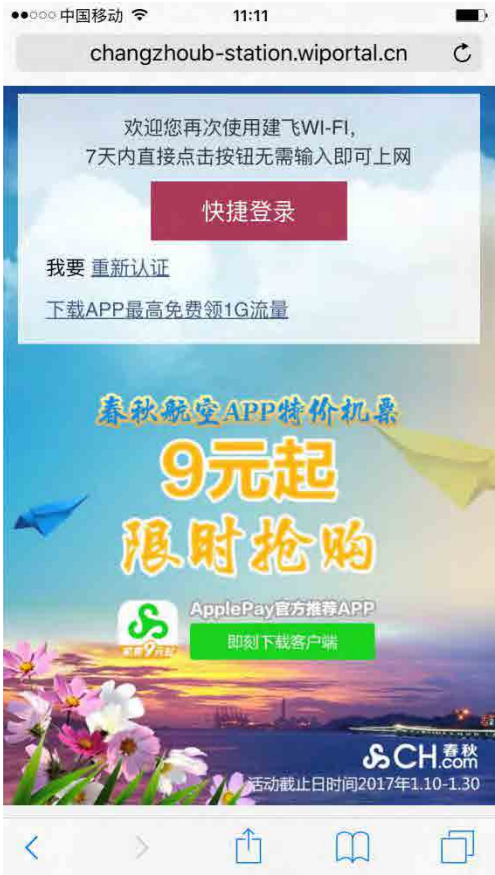 中国移动
11:11
changzhoub-station.wiportal.cn
欢迎您再次使用建飞WI-FI,
7天内直接点击按钮无需输入即可上网
快捷登录
我要 重新认证
下载APP最高免费领1G流量
春秋航空APP特价机票
9元起
限时抢购
ApplePay官方推荐APP
机票9元起
即刻下载客户端
CH.com 春秋
活动截止日时间2017年1.10-1.30